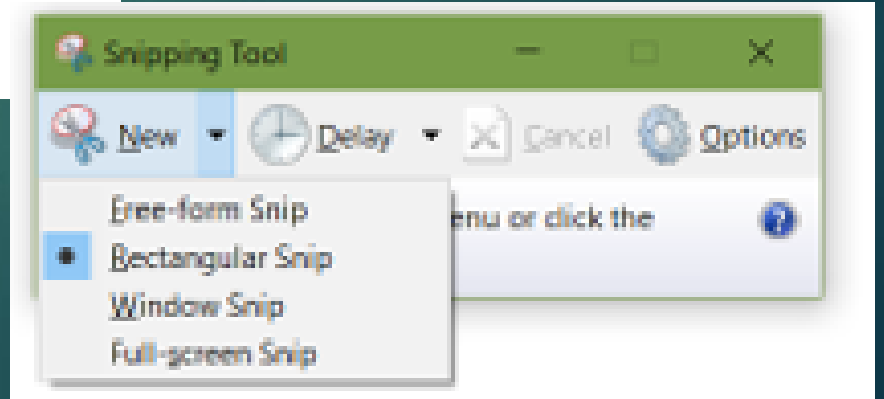 Snipping Tool
New Delay Cancel Options
Free-form Snip
enu or click the
Rectangular Snip
Window Snip
Full-screen Snip